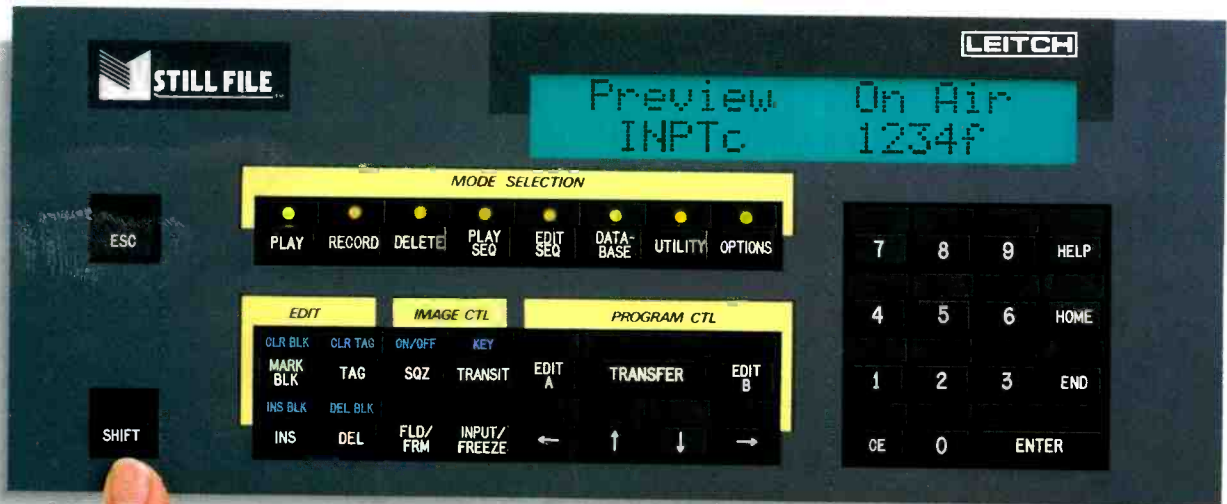 LEITCH
STILL FILE™
Preview On Air
INPTc 1234f
MODE SELECTION
ESC
PLAY RECORD DELETE PLAY SEQ EDIT SEQ DATA-BASE UTILITY OPTIONS
7 8 9 HELP
EDIT IMAGE CTL PROGRAM CTL
4 5 6 HOME
CLR BLK CLR TAG ON/OFF KEY
MARK BLK TAG SQZ TRANSIT EDIT A TRANSFER EDIT B
1 2 3 END
INS BLK DEL BLK
SHIFT
INS DEL FLD/FRM INPUT/FREEZE ← ↑ ↓ →
CE 0 ENTER